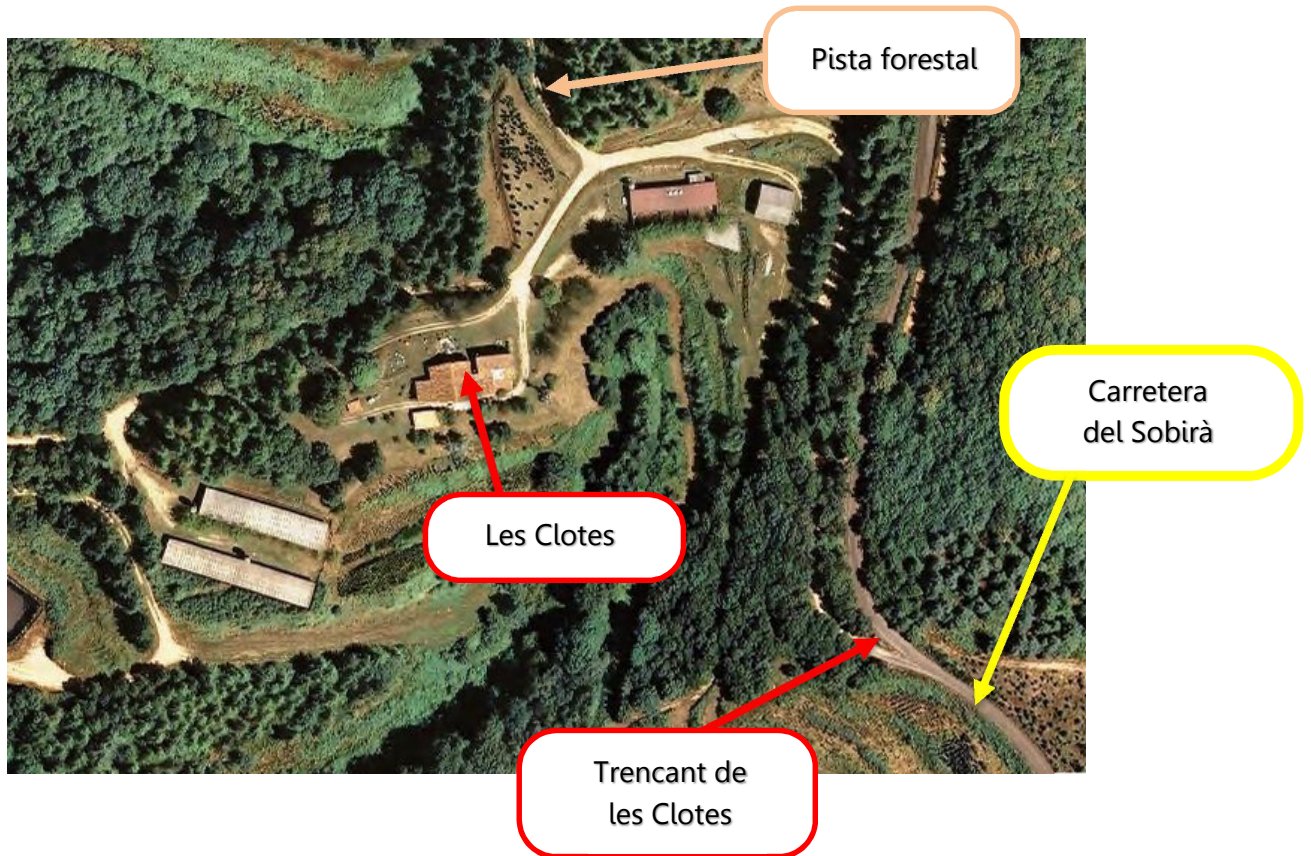 Pista forestal
Carretera
del Sobirà
Les Clotes
Trencant de
les Clotes